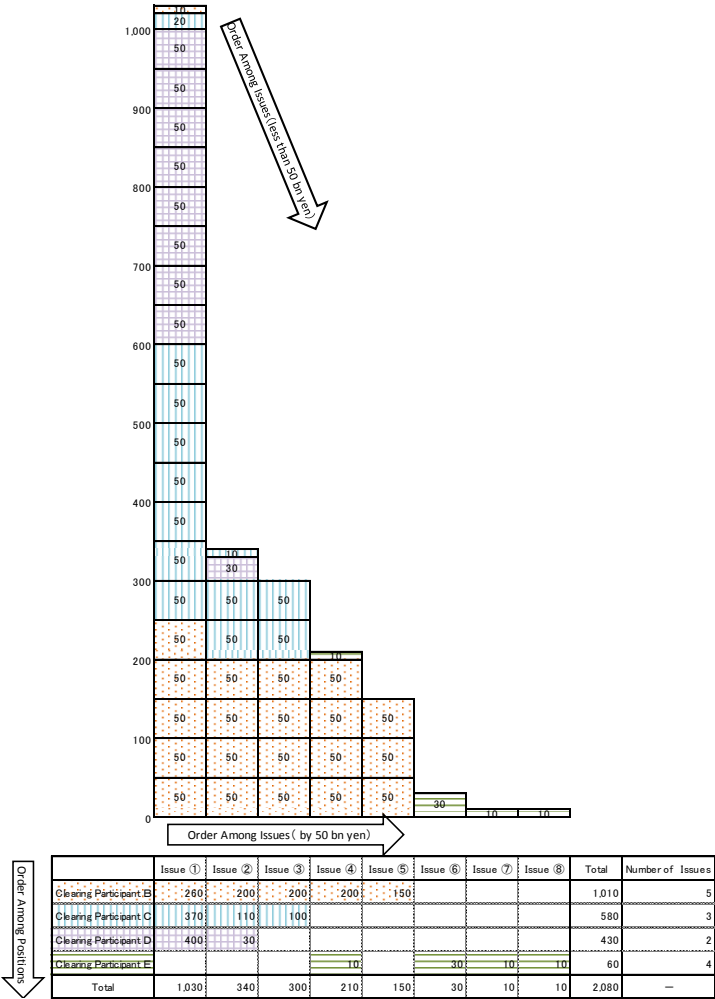 10
20
1,000
50
50
900
50
50
800
50
50
700
50
50
600
50
50
500
50
50
400
50
50
10
30
300
50 50 50
50 50 50
200
10
50 50 50 50
50 50 50 50 50
100
50 50 50 50 50
50 50 50 50 50
30
10 10
0
Order Among Issues(less than 50 bn yen)
Order Among Issues( by 50 bn yen)
Order Among Positions
Issue ① Issue ② Issue ③ Issue ④ Issue ⑤ Issue ⑥ Issue ⑦ Issue ⑧ Total Number of Issues
Clearing Participant B 260 200 200 200 150 1,010 5
Clearing Participant C 370 110 100 580 3
Clearing Participant D 400 30 430 2
Clearing Participant E 10 30 10 10 60 4
Total 1,030 340 300 210 150 30 10 10 2,080 —